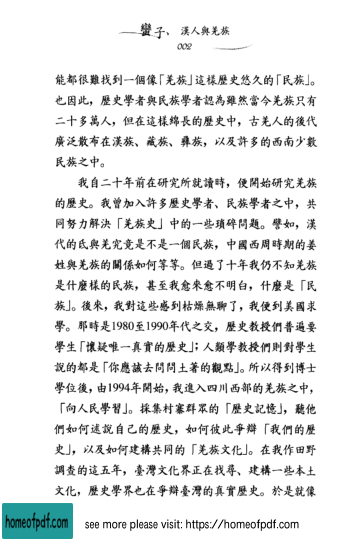 蠻子、漢人與羌族
002
能都很難找到一個像「羌族」這樣歷史悠久的「民族」。
也因此，歷史學者與民族學者認為雖然當今羌族只有
二十多萬人，但在這樣綿長的歷史中，古羌人的後代
廣泛散布在漢族、藏族、彝族，以及許多的西南少數
民族之中。
我自二十年前在研究所就讀時，便開始研究羌族
的歷史。我曾加入許多歷史學者、民族學者之中，共
同努力解決「羌族史」中的一些瑣碎問題。譬如，漢
代的氐與羌究竟是不是一個民族，中國西周時期的姜
姓與羌族的關係如何等等。但過了十年我仍不知羌族
是什麼樣的民族，甚至我愈來愈不明白，什麼是「民
族」。後來，我對這些感到枯燥無聊了，我便到美國求
學。那時是1980至1990年代之交，歷史教授們普遍要
學生「懷疑唯一真實的歷史」；人類學教授們則對學生
說的都是「你應該去問問土著的觀點」。所以得到博士
學位後，由1994年開始，我進入四川西部的羌族之中，
「向人民學習」。採集村寨群眾的「歷史記憶」，聽他
們如何述說自己的歷史，如何彼此爭辯「我們的歷
史」，以及如何建構共同的「羌族文化」。在我作田野
調查的這五年，臺灣文化界正在找尋、建構一些本土
文化，歷史學界也在爭辯臺灣的真實歷史。於是就像
homeofpdf.com
see more please visit: https://homeofpdf.com